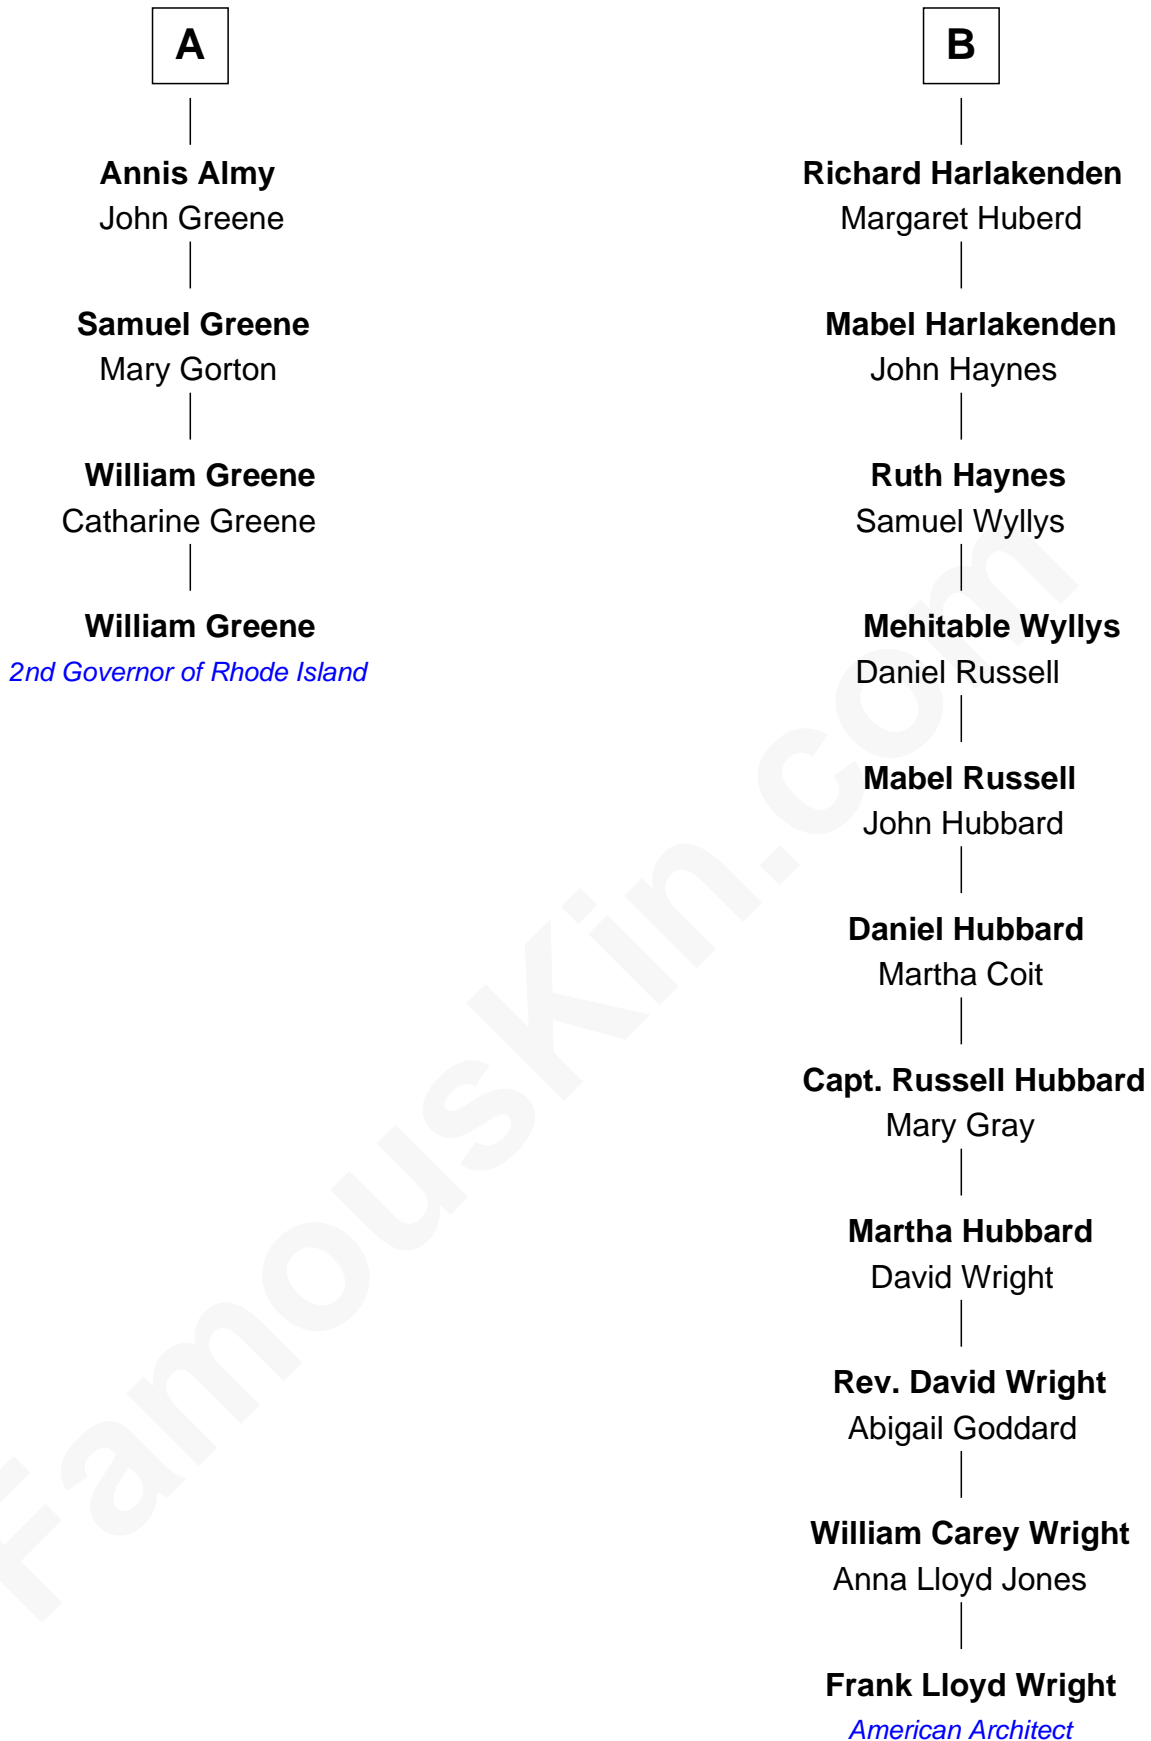 A
Annis Almy
John Greene
Samuel Greene
Mary Gorton
William Greene
Catharine Greene
William Greene
2nd Governor of Rhode Island
B
Richard Harlakenden
Margaret Huberd
Mabel Harlakenden
John Haynes
Ruth Haynes
Samuel Wyllys
Mehitable Wyllys
Daniel Russell
Mabel Russell
John Hubbard
Daniel Hubbard
Martha Coit
Capt. Russell Hubbard
Mary Gray
Martha Hubbard
David Wright
Rev. David Wright
Abigail Goddard
William Carey Wright
Anna Lloyd Jones
Frank Lloyd Wright
American Architect
FamousKin.com